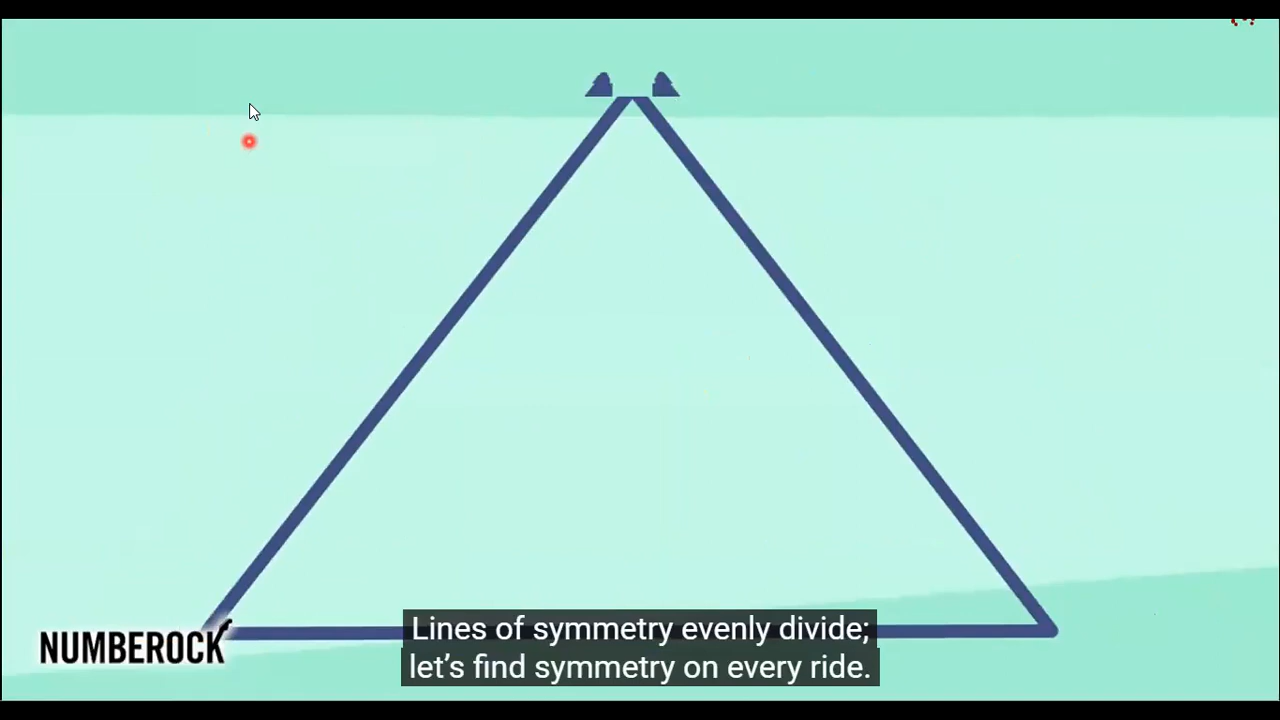 NUMBEROCK
Lines of symmetry evenly divide;
let’s find symmetry on every ride.